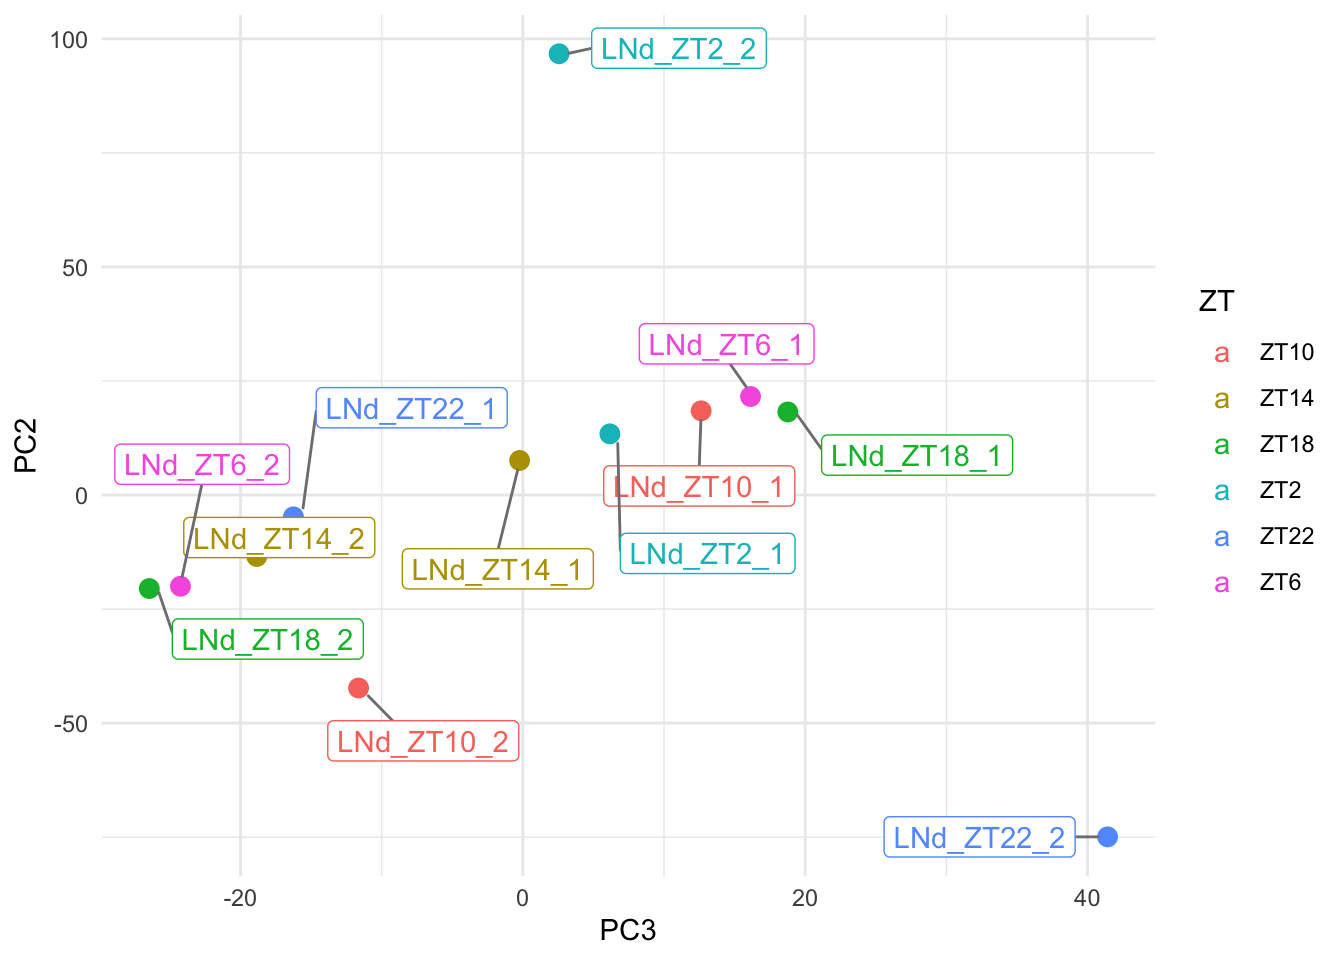 100
50
0
-50
PC2
LNd_ZT2_2
LNd_ZT6_1
LNd_ZT22_1
LNd_ZT6_2
LNd_ZT18_1
LNd_ZT10_1
LNd_ZT14_2
LNd_ZT2_1
LNd_ZT14_1
LNd_ZT18_2
LNd_ZT10_2
LNd_ZT22_2
-20
0
20
40
PC3
ZT
a ZT10
a ZT14
a ZT18
a ZT2
a ZT22
a ZT6